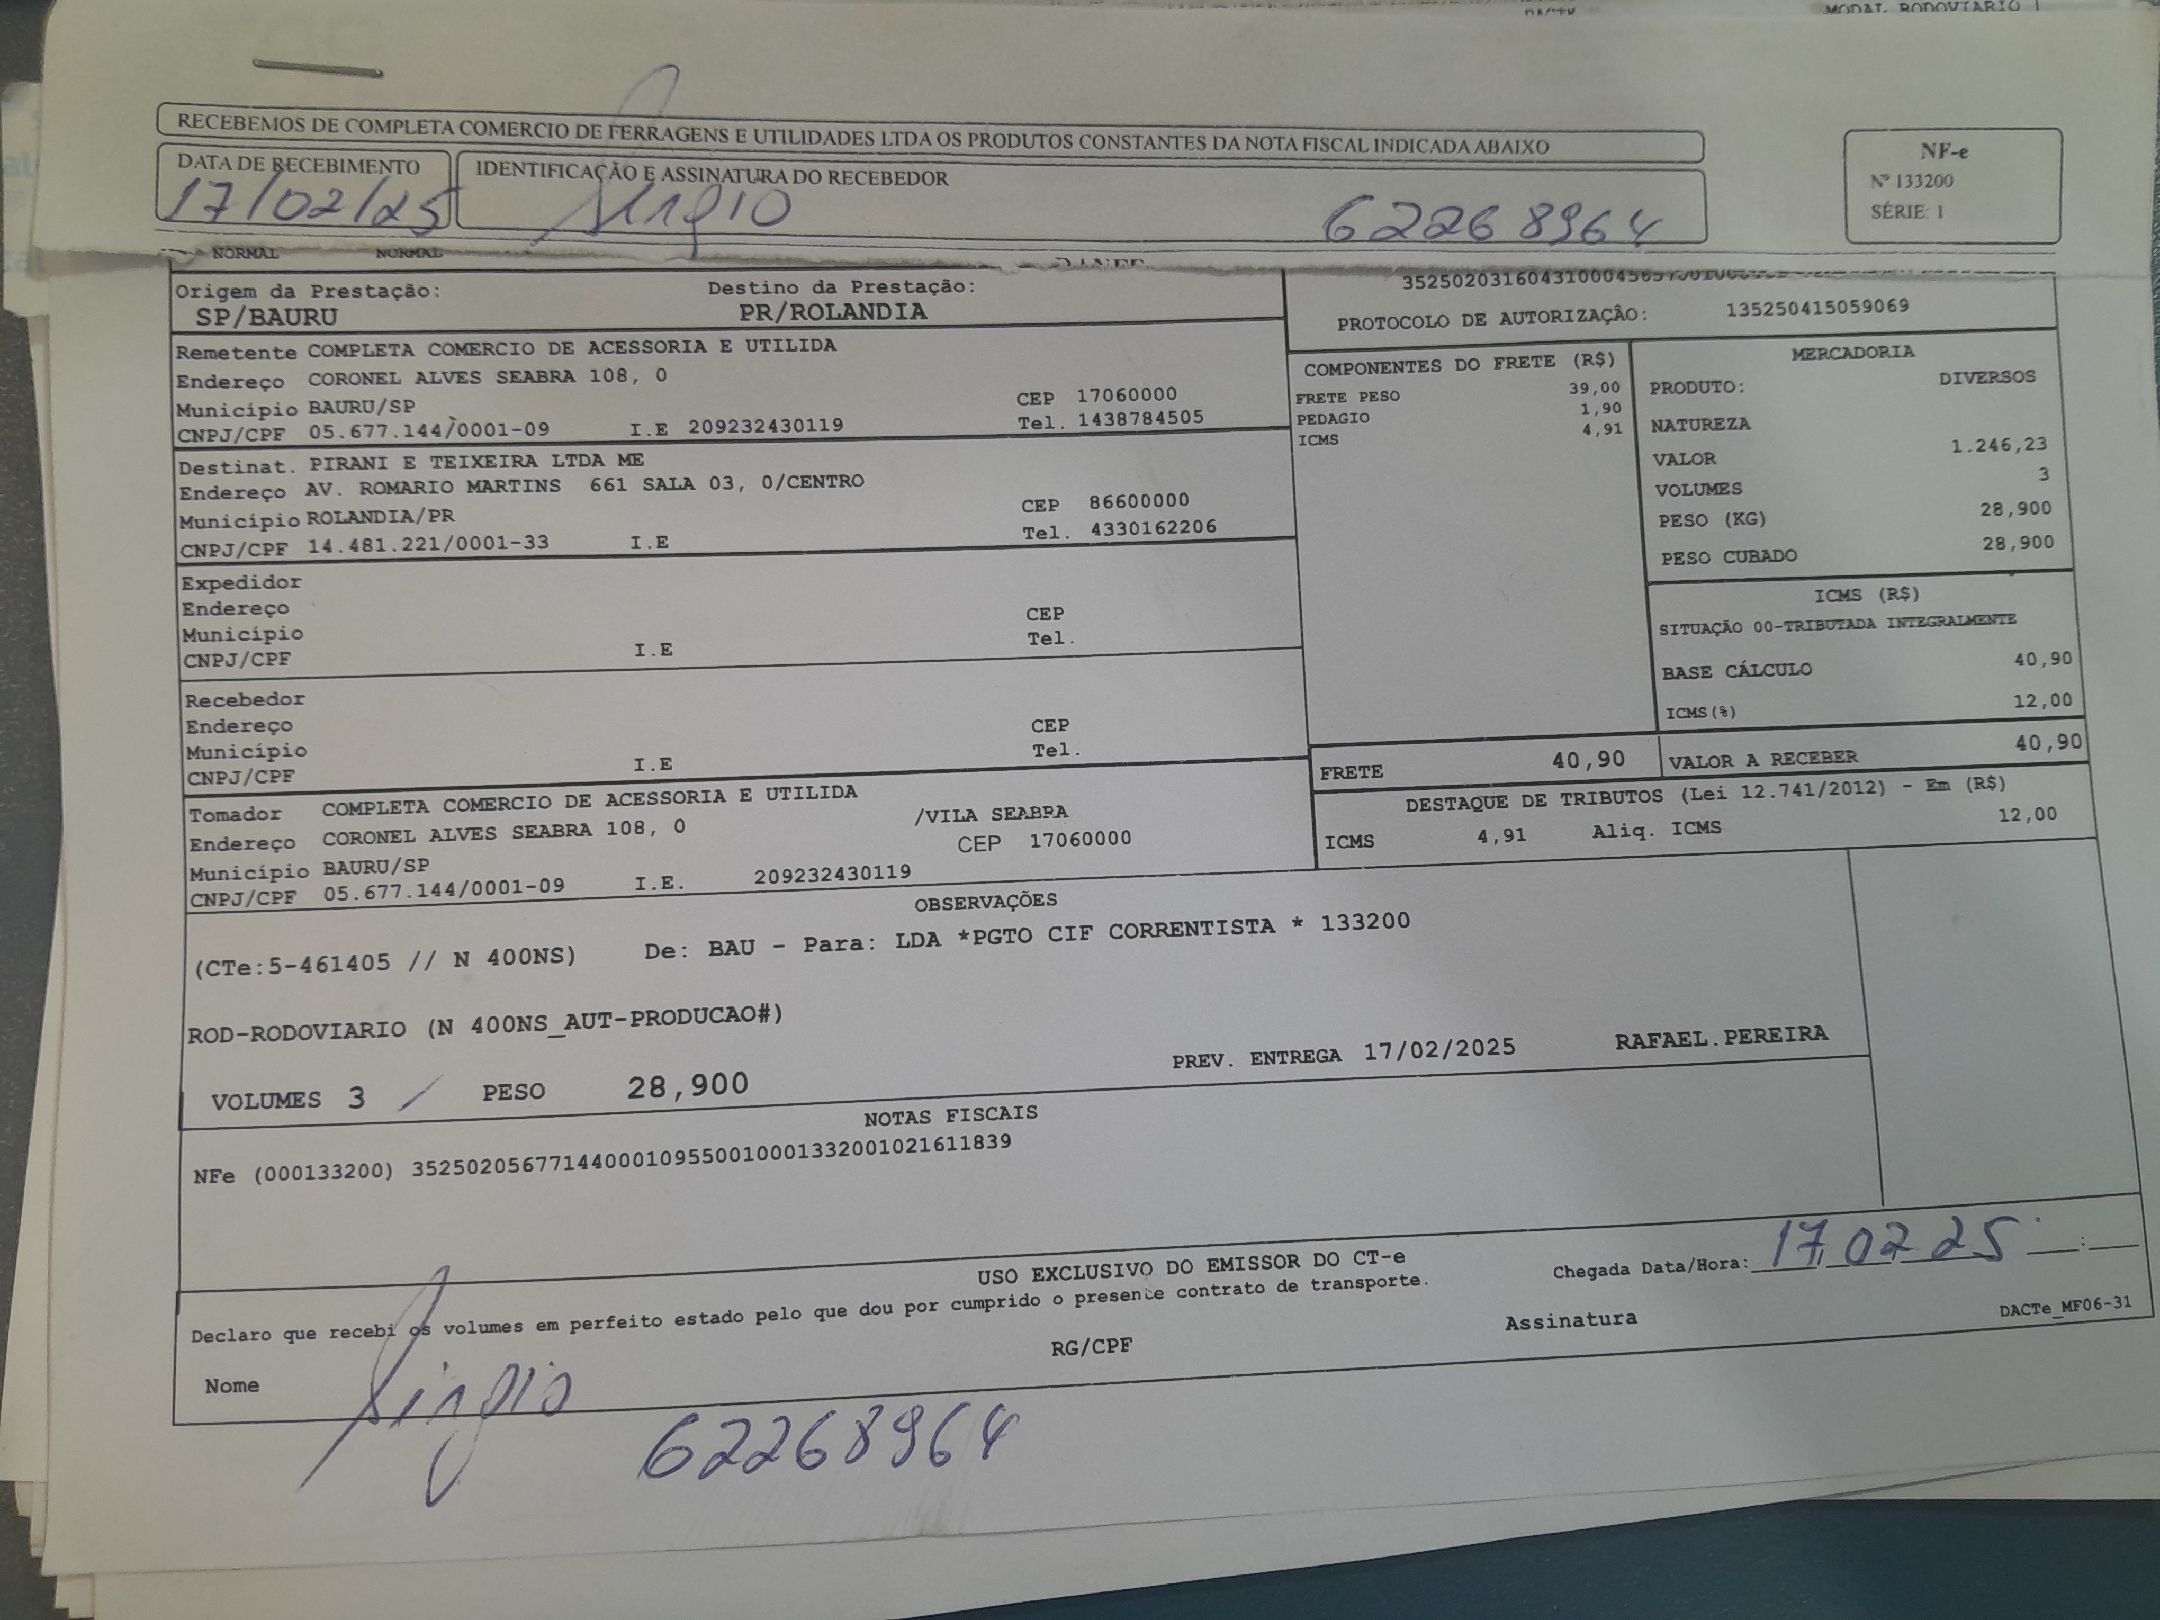 MODAL RODOVIARIO
RECEBEMOS DE COMPLETA COMERCIO DE FERRAGENS E UTILIDADES LTDA OS PRODUTOS CONSTANTES DA NOTA FISCAL INDICADA ABAIXO
DATA DE RECEBIMENTO
17/02/25
IDENTIFICAÇÃO E ASSINATURA DO RECEBEDOR
Sergio 62268964
NF-e
Nº 133200
SÉRIE: 1
NORMAL NORMAL
Origem da Prestação: Destino da Prestação:
SP/BAURU PR/ROLANDIA
PROTOCOLO DE AUTORIZAÇÃO: 135250415059069
Remetente COMPLETA COMERCIO DE ACESSORIA E UTILIDA
Endereço CORONEL ALVES SEABRA 108, 0
Município BAURU/SP CEP 17060000
CNPJ/CPF 05.677.144/0001-09 I.E 209232430119 Tel. 1438784505
Destinat. PIRANI E TEIXEIRA LTDA ME
Endereço AV. ROMARIO MARTINS 661 SALA 03, 0/CENTRO
Município ROLANDIA/PR CEP 86600000
CNPJ/CPF 14.481.221/0001-33 I.E Tel. 4330162206
Expedidor
Endereço
Município CEP
CNPJ/CPF I.E Tel.
Recebedor
Endereço
Município CEP
CNPJ/CPF I.E Tel.
Tomador COMPLETA COMERCIO DE ACESSORIA E UTILIDA
Endereço CORONEL ALVES SEABRA 108, 0 /VILA SEABRA
Município BAURU/SP CEP 17060000
CNPJ/CPF 05.677.144/0001-09 I.E. 209232430119
COMPONENTES DO FRETE (R$)
FRETE PESO 39,00
PEDAGIO 1,90
ICMS 4,91
MERCADORIA
PRODUTO: DIVERSOS
NATUREZA
VALOR 1.246,23
VOLUMES 3
PESO (KG) 28,900
PESO CUBADO 28,900
ICMS (R$)
SITUAÇÃO 00-TRIBUTADA INTEGRALMENTE
BASE CÁLCULO 40,90
ICMS(%) 12,00
FRETE 40,90 VALOR A RECEBER 40,90
DESTAQUE DE TRIBUTOS (Lei 12.741/2012) - Em (R$)
ICMS 4,91 Aliq. ICMS 12,00
OBSERVAÇÕES
(CTe:5-461405 // N 400NS) De: BAU - Para: LDA *PGTO CIF CORRENTISTA * 133200
ROD-RODOVIARIO (N 400NS_AUT-PRODUCAO#)
PREV. ENTREGA 17/02/2025 RAFAEL.PEREIRA
VOLUMES 3 / PESO 28,900
NOTAS FISCAIS
NFe (000133200) 35250205677144000109550010001332001021611839
USO EXCLUSIVO DO EMISSOR DO CT-e
Chegada Data/Hora: 17 02 25 __:__
Declaro que recebi os volumes em perfeito estado pelo que dou por cumprido o presente contrato de transporte.
Nome Sergio RG/CPF Assinatura DACTe_MF06-31
62268964